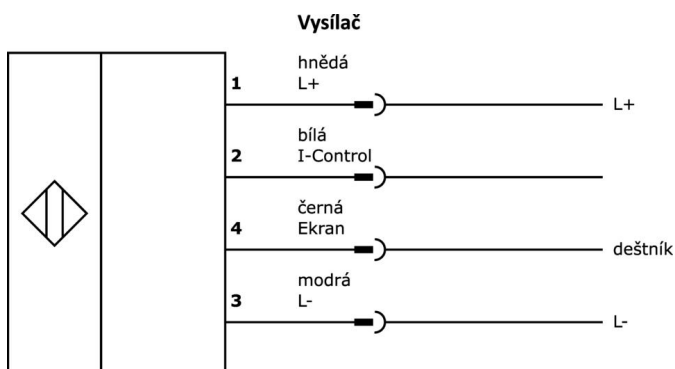 Vysílač
hnědá
1 L+
L+
bílá
2 I-Control
černá
4 Ekran
deštník
modrá
3 L-
L-